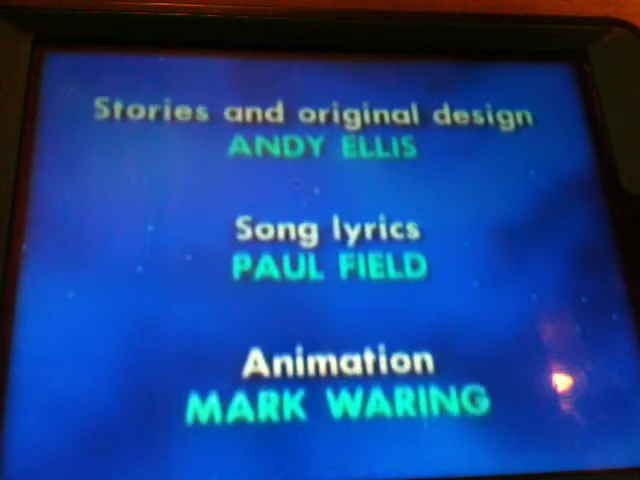 Stories and original design
ANDY ELLIS
Song lyrics
PAUL FIELD
Animation
MARK WARING